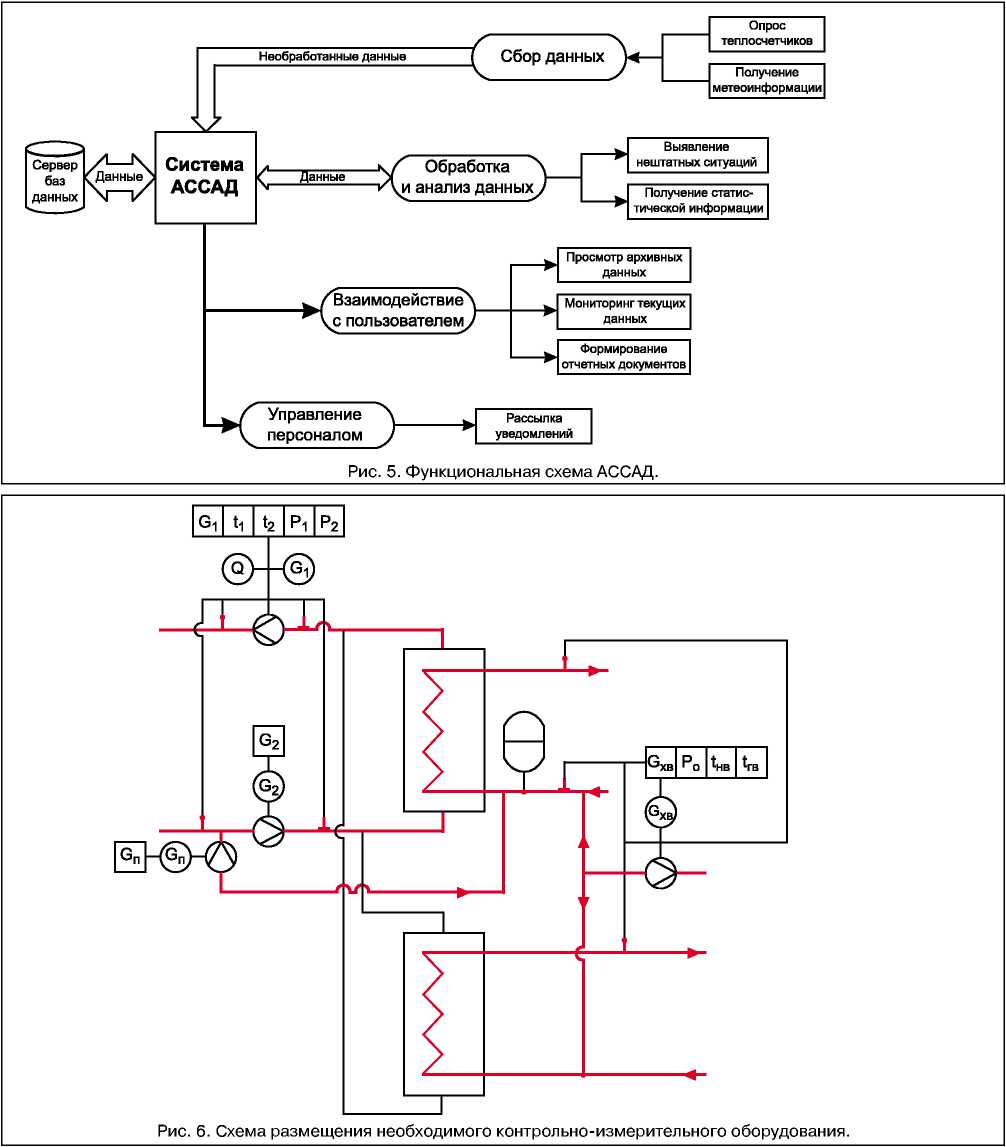 Опрос
теплосчетчиков
Необработанные данные
Сбор данных
Получение
метеоинформации
Сервер
баз
данных
Данные
Система
АССАД
Данные
Обработка
и анализ данных
Выявление
нештатных ситуаций
Получение статис-
тической информации
Взаимодействие
с пользователем
Просмотр архивных
данных
Мониторинг текущих
данных
Формирование
отчетных документов
Управление
персоналом
Рассылка
уведомлений
Рис. 5. Функциональная схема АССАД.
G₁ t₁ t₂ P₁ P₂
Q G₁
G₂
G₂
Gₙ Gₙ
Gхв Pо tнв tгв
Gхв
Рис. 6. Схема размещения необходимого контрольно-измерительного оборудования.